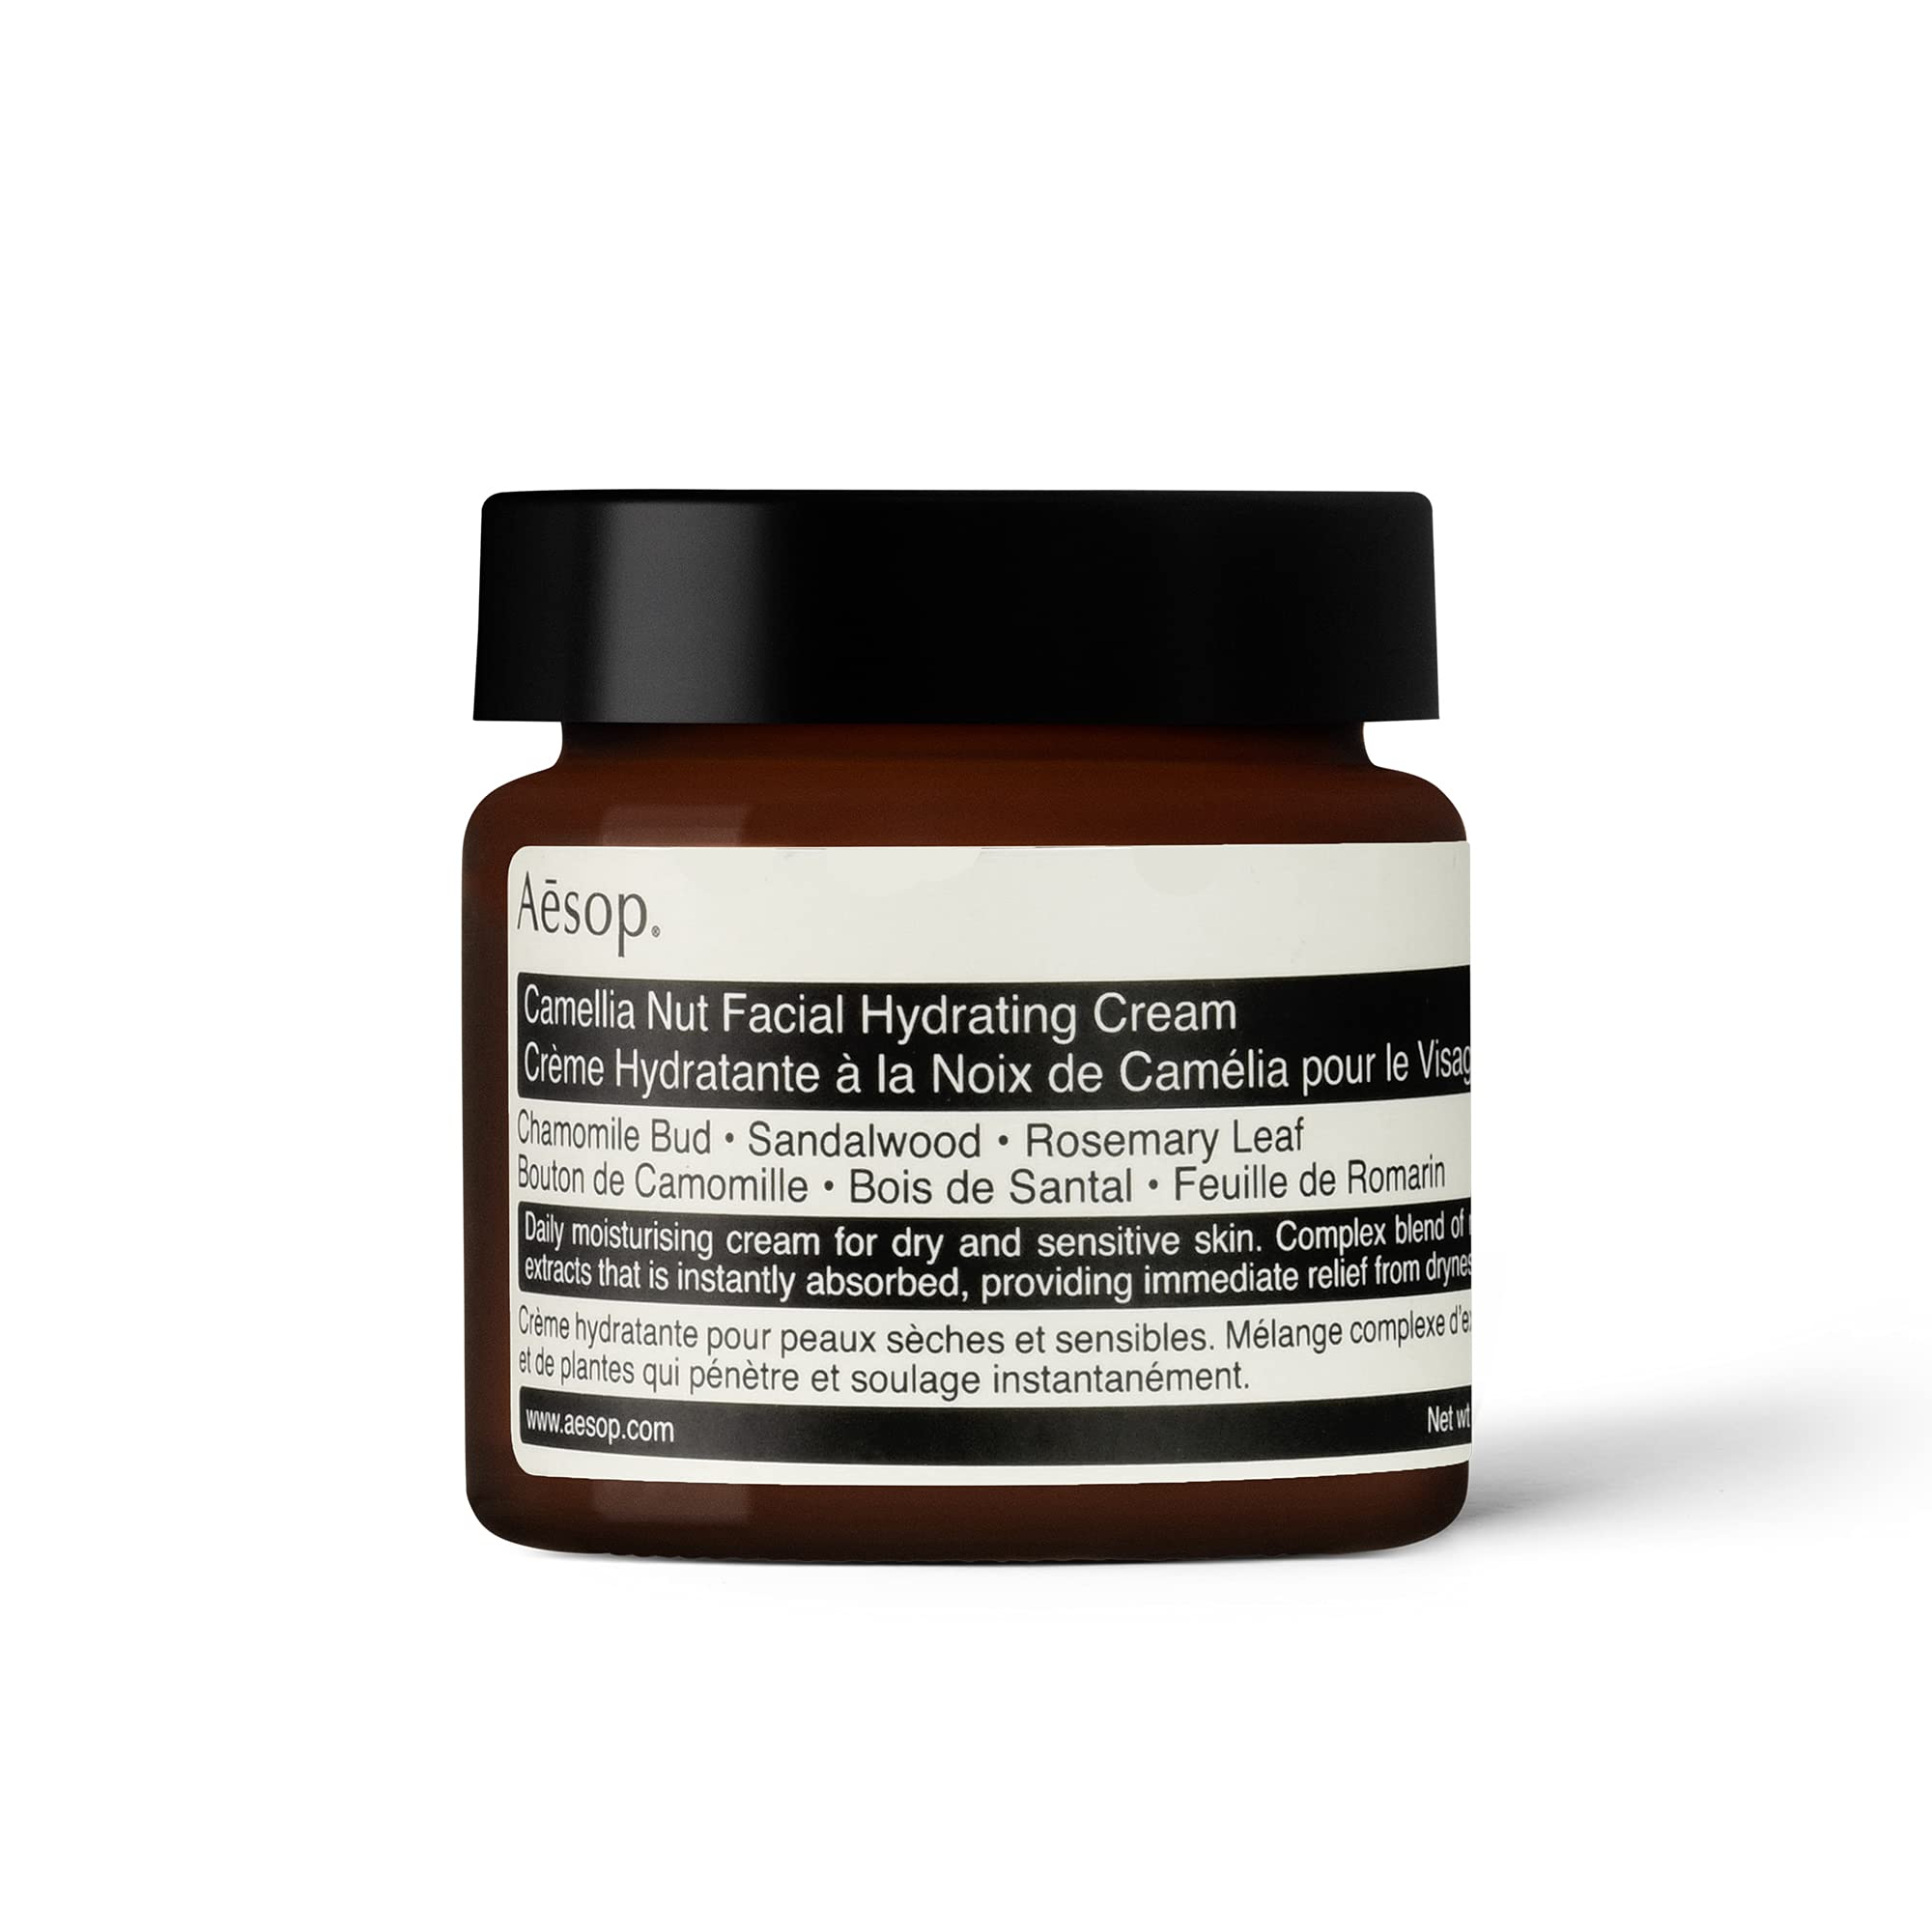 Aēsop.®
Camellia Nut Facial Hydrating Cream
Crème Hydratante à la Noix de Camélia pour le
Chamomile Bud • Sandalwood • Rosemary Leaf
Bouton de Camomille • Bois de Santal • Feuille de Romarin
Daily moisturising cream for dry and sensitive skin. Complex blend of
extracts that is instantly absorbed, providing immediate relief from
Crème hydratante pour peaux sèches et sensibles. Mélange complexe
et de plantes qui pénètre et soulage instantanément.
www.aesop.com
Net wt